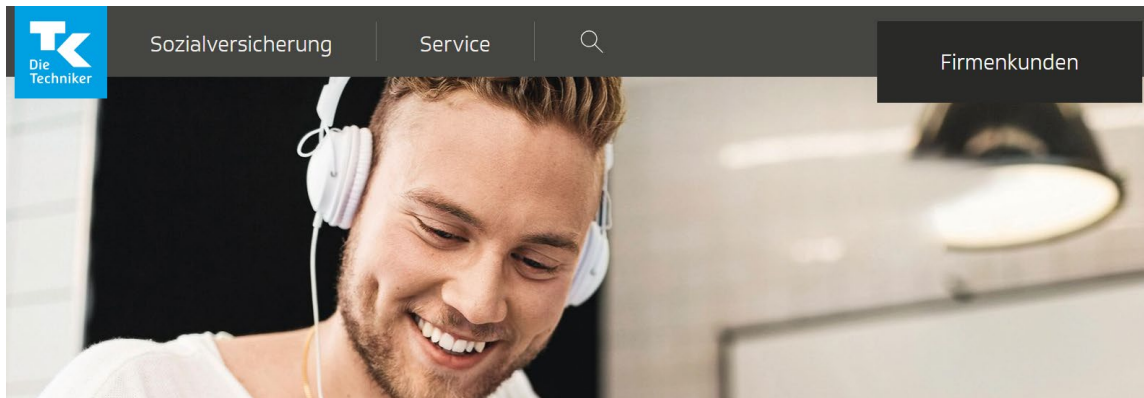 TK
Die
Techniker
Sozialversicherung
Service
Firmenkunden